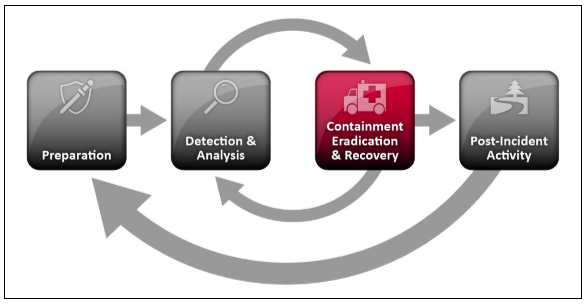 Preparation
Detection &
Analysis
Containment
Eradication
& Recovery
Post-Incident
Activity